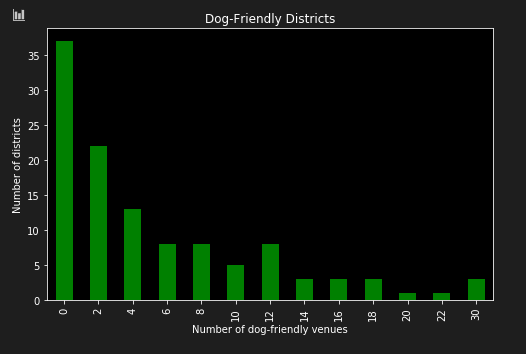 Dog-Friendly Districts
35
30
25
20
15
10
5
0
Number of districts
0 2 4 6 8 10 12 14 16 18 20 22 30
Number of dog-friendly venues